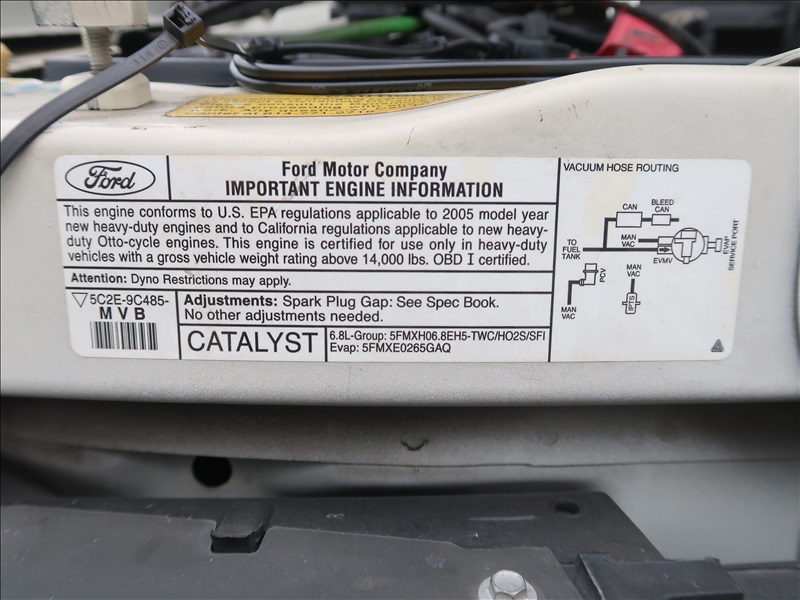 Ford
Ford Motor Company
IMPORTANT ENGINE INFORMATION
This engine conforms to U.S. EPA regulations applicable to 2005 model year
new heavy-duty engines and to California regulations applicable to new heavy-
duty Otto-cycle engines. This engine is certified for use only in heavy-duty
vehicles with a gross vehicle weight rating above 14,000 lbs. OBD I certified.
Attention: Dyno Restrictions may apply.
5C2E-9C485-
MVB
Adjustments: Spark Plug Gap: See Spec Book.
No other adjustments needed.
CATALYST
6.8L-Group: 5FMXH06.8EH5-TWC/HO2S/SFI
Evap: 5FMXE0265GAQ
VACUUM HOSE ROUTING
CAN
BLEED
CAN
TO
FUEL
TANK
MAN
VAC
EVMV
EVAP
SERVICE PORT
PCV
MAN
VAC
MAN
VAC
IPTS